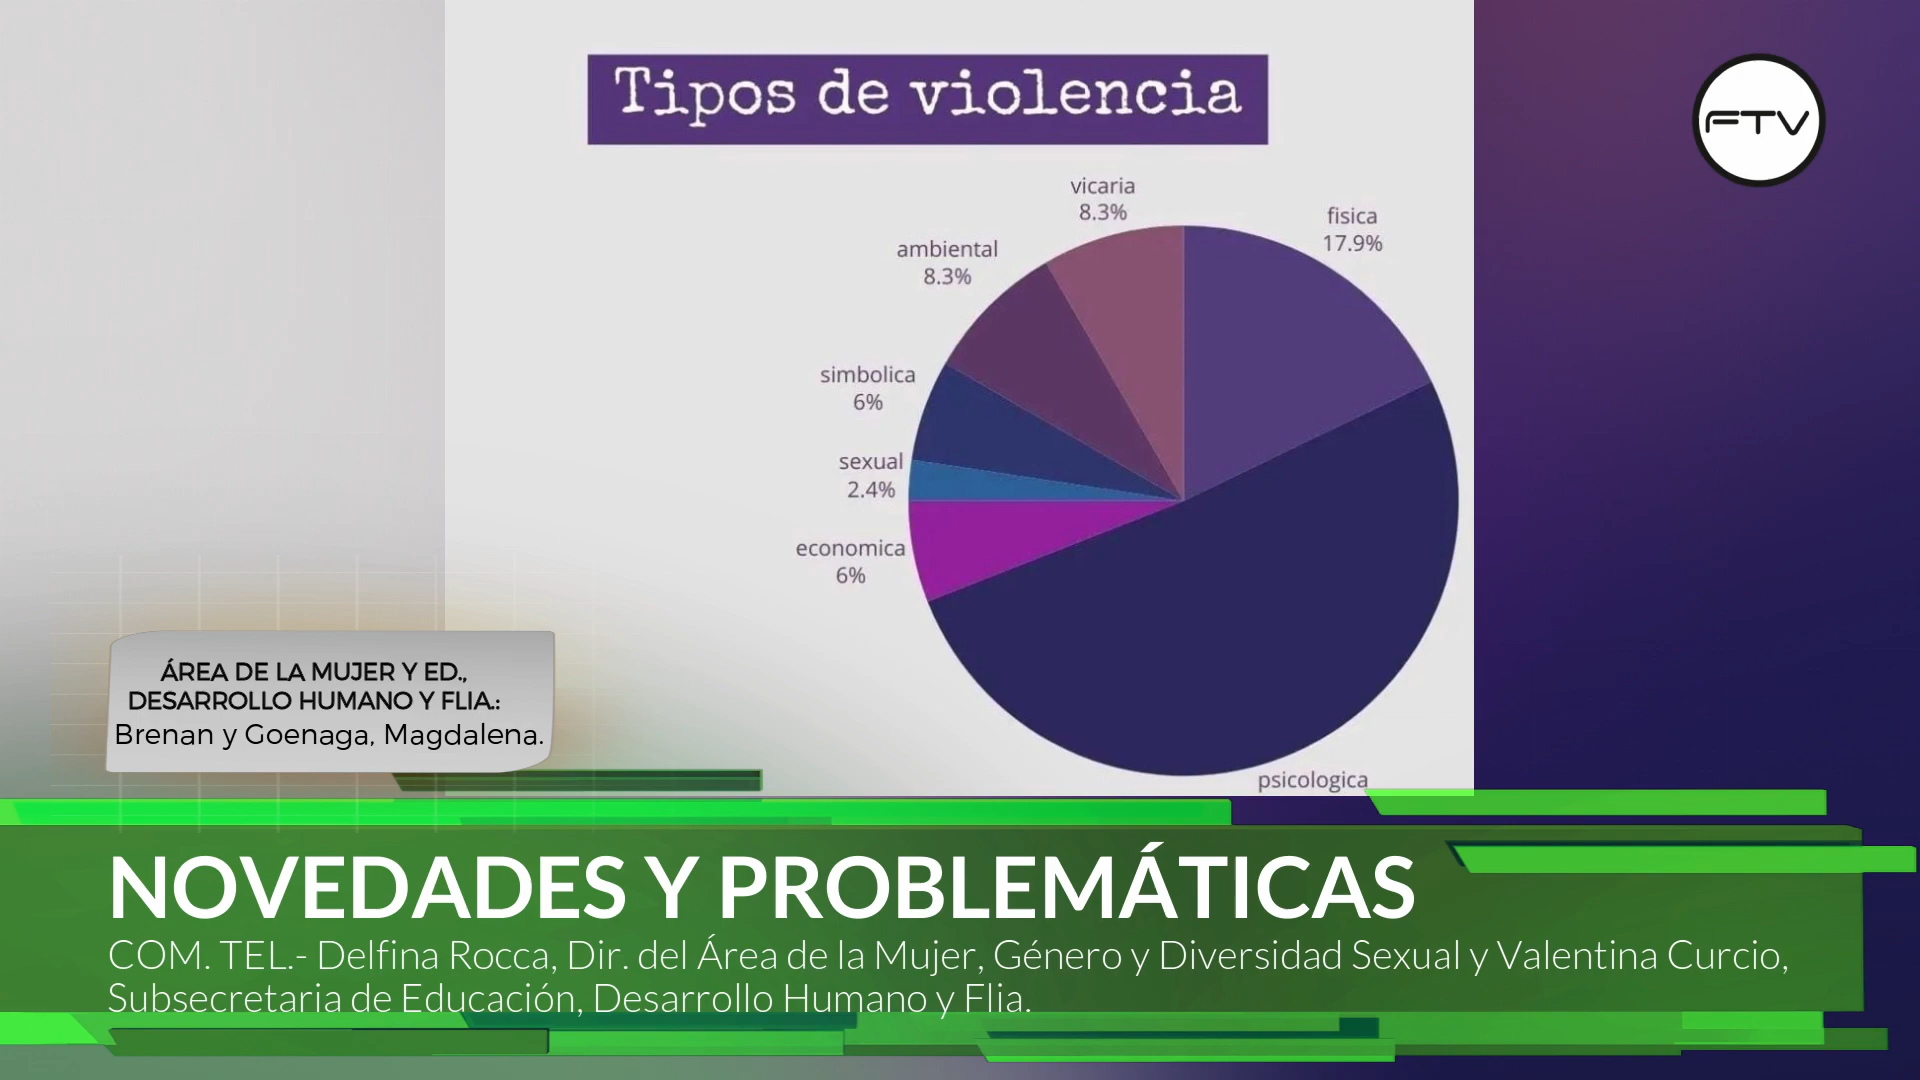 Tipos de violencia
FTV
vicaria
8.3%
fisica
17.9%
ambiental
8.3%
simbolica
6%
sexual
2.4%
economica
6%
psicologica
ÁREA DE LA MUJER Y ED.,
DESARROLLO HUMANO Y FLIA.:
Brenan y Goenaga, Magdalena.
NOVEDADES Y PROBLEMÁTICAS
COM. TEL.- Delfina Rocca, Dir. del Área de la Mujer, Género y Diversidad Sexual y Valentina Curcio,
Subsecretaria de Educación, Desarrollo Humano y Flia.